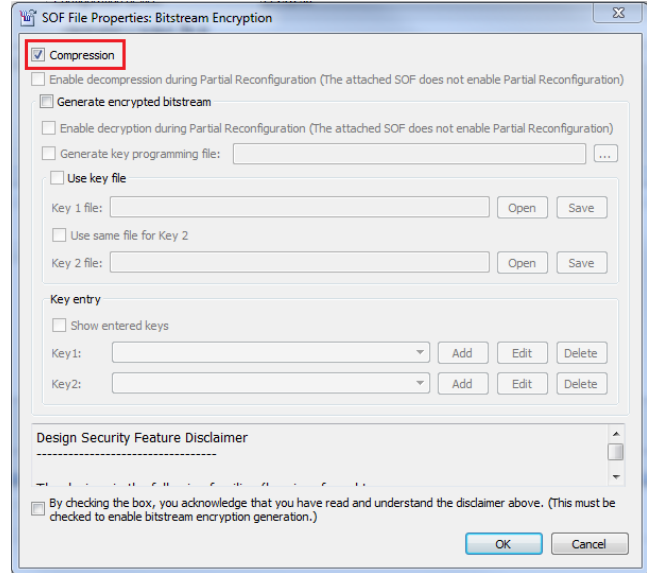 SOF File Properties: Bitstream Encryption
Compression
Enable decompression during Partial Reconfiguration (The attached SOF does not enable Partial Reconfiguration)
Generate encrypted bitstream
Enable decryption during Partial Reconfiguration (The attached SOF does not enable Partial Reconfiguration)
Generate key programming file: ...
Use key file
Key 1 file: Open Save
Use same file for Key 2
Key 2 file: Open Save
Key entry
Show entered keys
Key1: Add Edit Delete
Key2: Add Edit Delete
Design Security Feature Disclaimer
----------------------------------
By checking the box, you acknowledge that you have read and understand the disclaimer above. (This must be
checked to enable bitstream encryption generation.)
OK Cancel